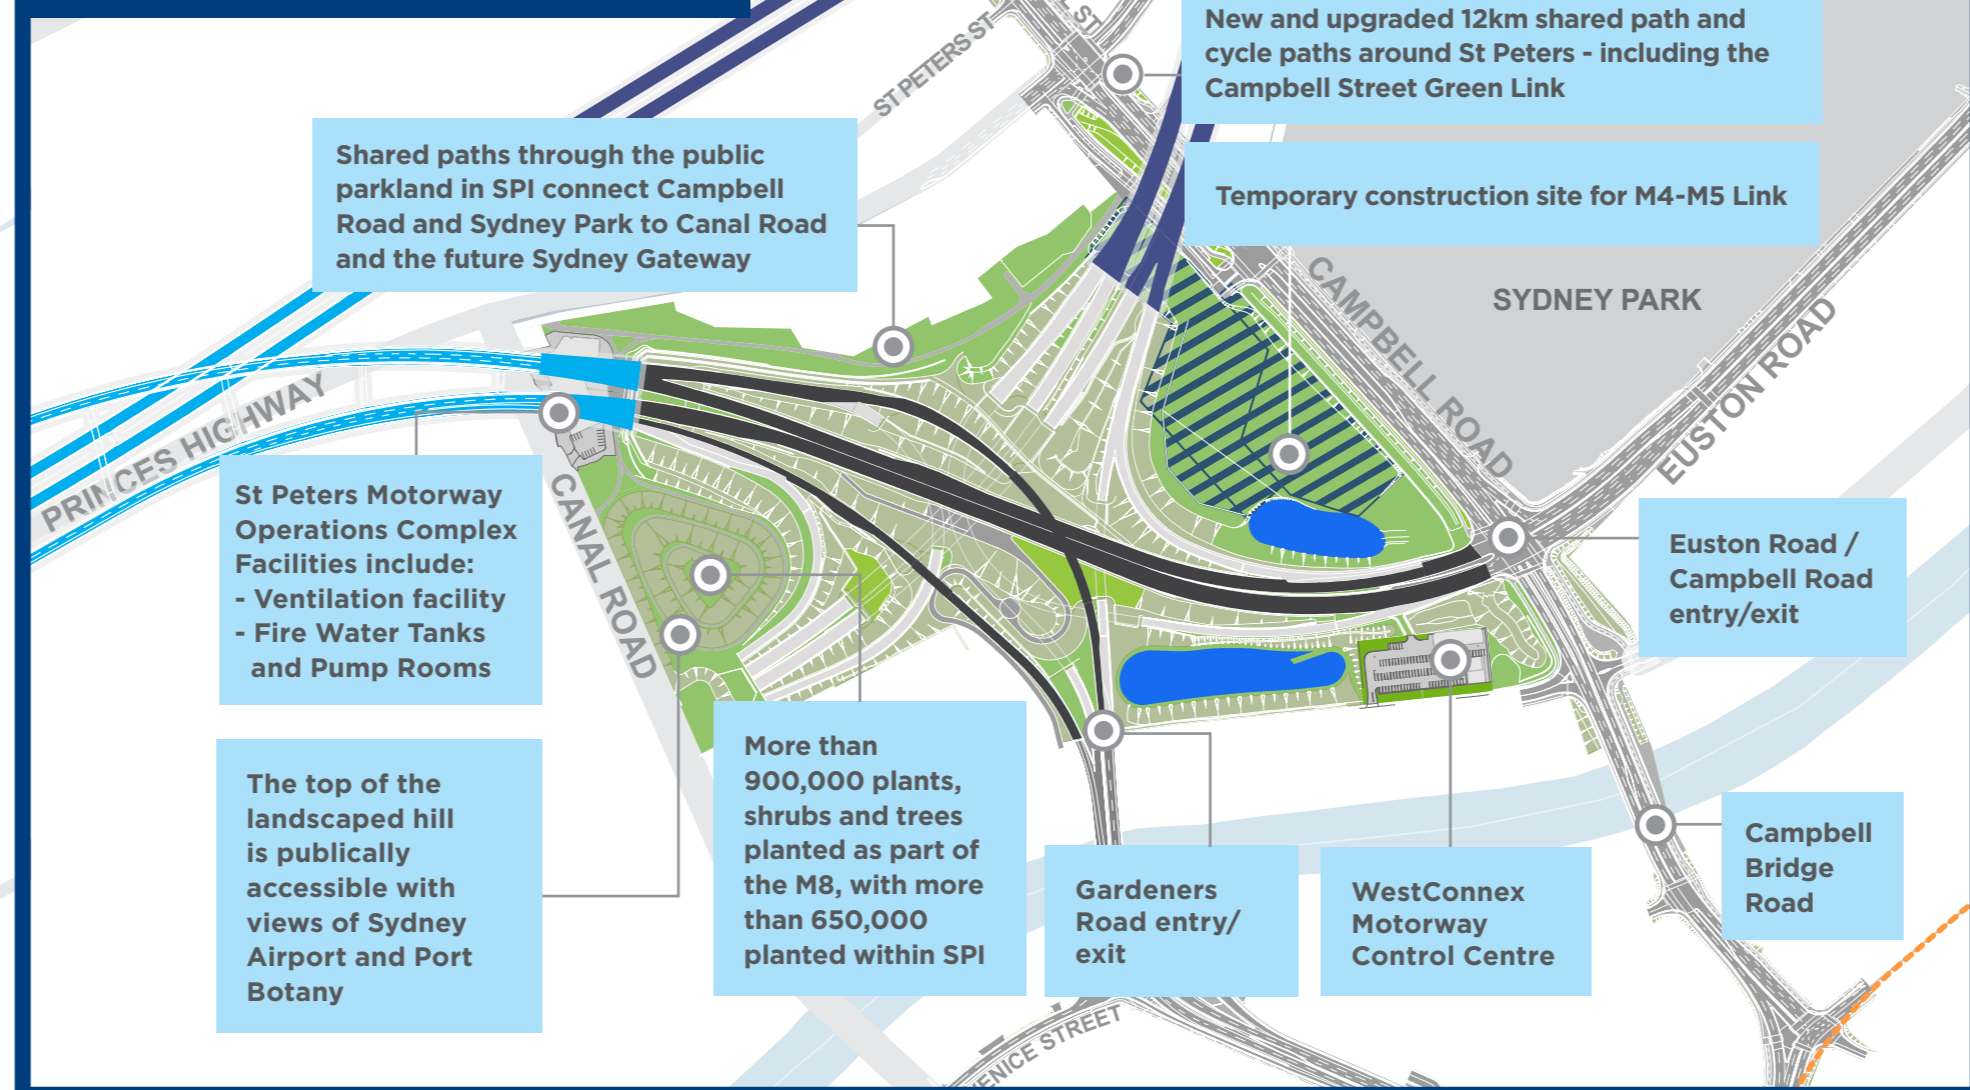 New and upgraded 12km shared path and
cycle paths around St Peters - including the
Campbell Street Green Link
ST PETERS ST
ST
Shared paths through the public
parkland in SPI connect Campbell
Road and Sydney Park to Canal Road
and the future Sydney Gateway
Temporary construction site for M4-M5 Link
SYDNEY PARK
CAMPBELL ROAD
EUSTON ROAD
PRINCES HIGHWAY
CANAL ROAD
St Peters Motorway
Operations Complex
Facilities include:
- Ventilation facility
- Fire Water Tanks
and Pump Rooms
Euston Road /
Campbell Road
entry/exit
The top of the
landscaped hill
is publically
accessible with
views of Sydney
Airport and Port
Botany
More than
900,000 plants,
shrubs and trees
planted as part of
the M8, with more
than 650,000
planted within SPI
Gardeners
Road entry/
exit
WestConnex
Motorway
Control Centre
Campbell
Bridge
Road
ENICE STREET